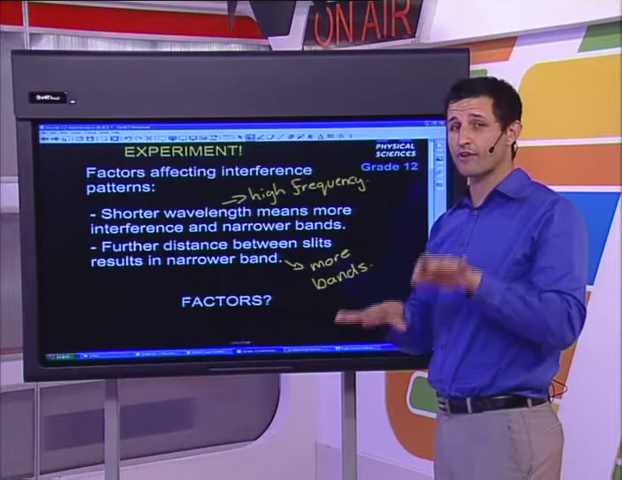 ON AIR
EXPERIMENT!
PHYSICAL
SCIENCES
Grade 12
Factors affecting interference
patterns:
high frequency.
- Shorter wavelength means more
interference and narrower bands.
- Further distance between slits
results in narrower band.
more
bands.
FACTORS?